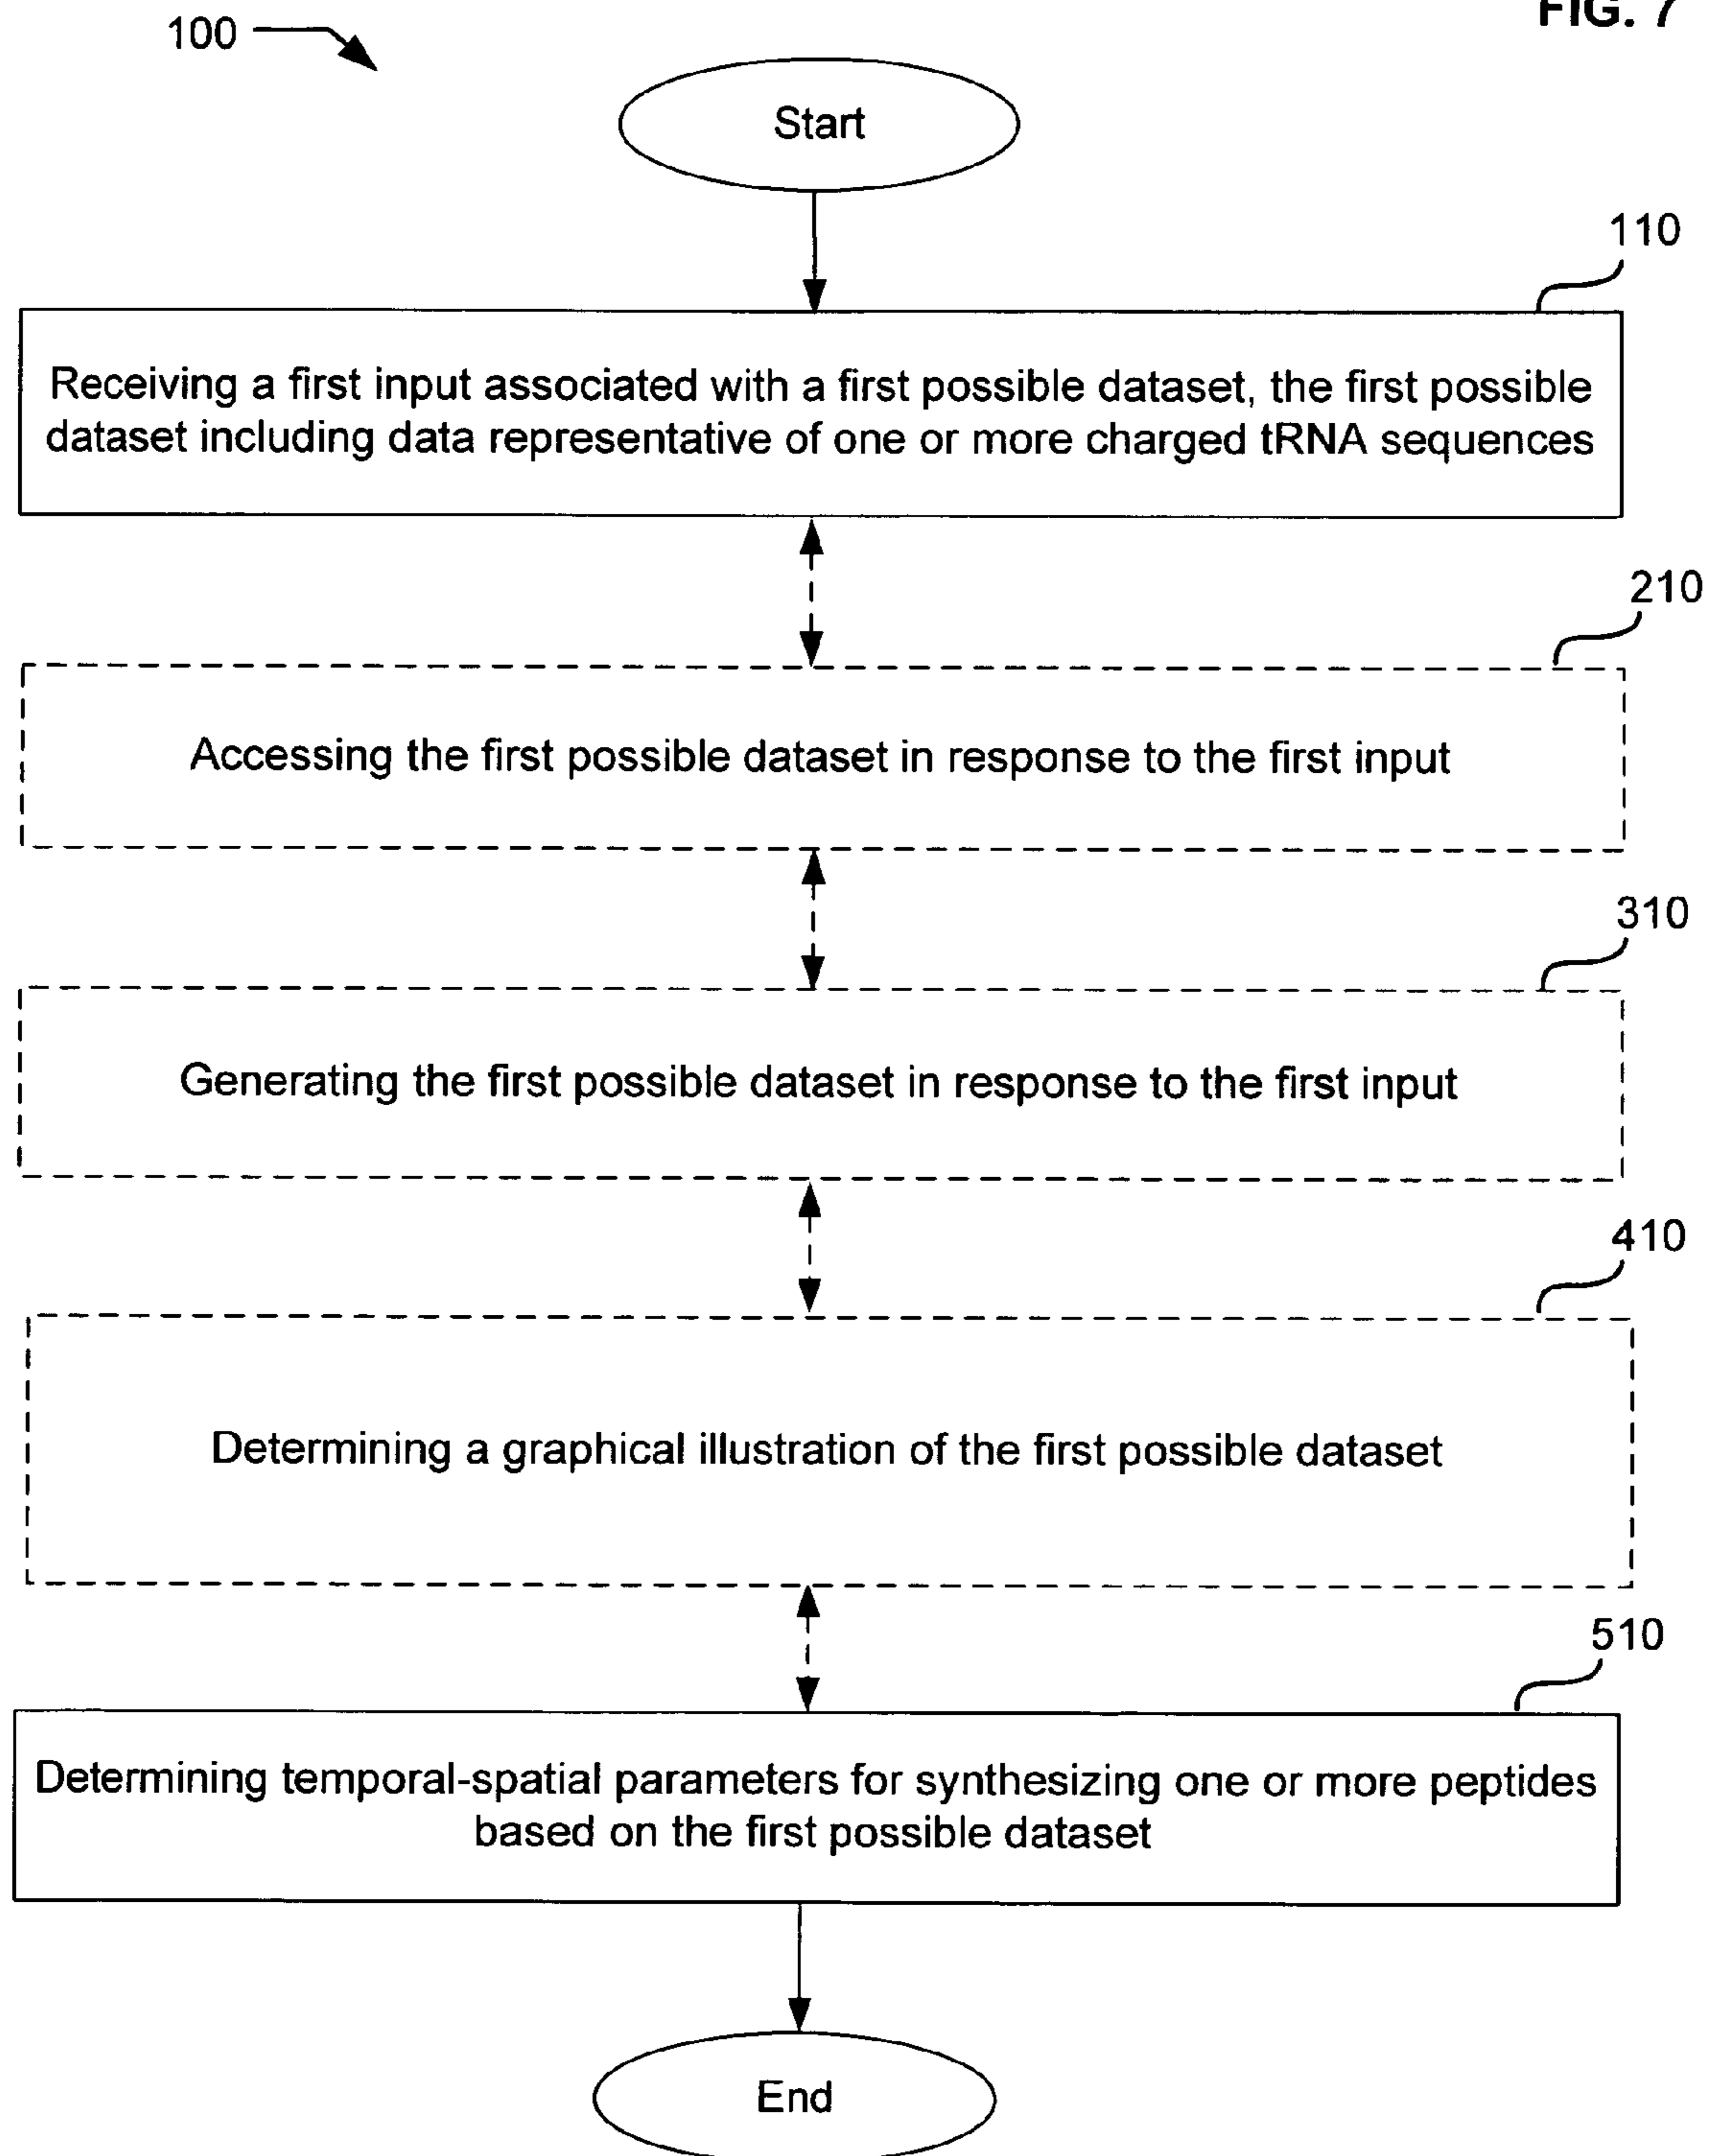 FIG. 7
100
Start
110
Receiving a first input associated with a first possible dataset, the first possible
dataset including data representative of one or more charged tRNA sequences
210
Accessing the first possible dataset in response to the first input
310
Generating the first possible dataset in response to the first input
410
Determining a graphical illustration of the first possible dataset
510
Determining temporal-spatial parameters for synthesizing one or more peptides
based on the first possible dataset
End